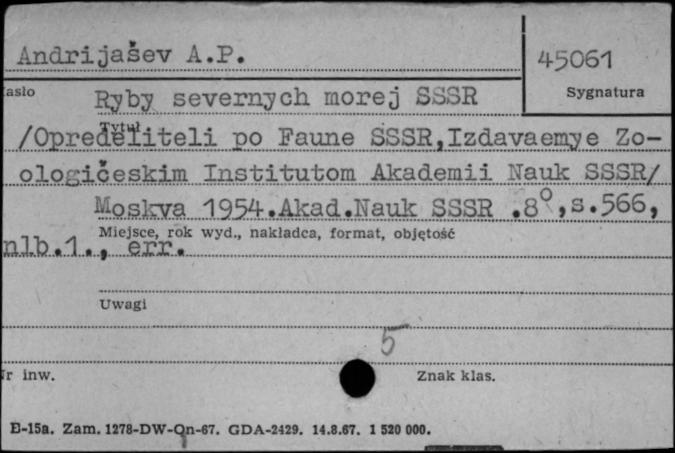 Andrijašev A.P.
45061
asło
Ryby severnych morej SSSR
Sygnatura
Tytuł
/Opredeliteli po Faune SSSR,Izdavaemye Zo-
ologičeskim Institutom Akademii Nauk SSSR/
Moskva 1954.Akad.Nauk SSSR .8°,s.566,
Miejsce, rok wyd., nakładca, format, objętość
nlb.1., err.
Uwagi
5
r inw.
Znak klas.
B-15a. Zam. 1278-DW-Qn-67. GDA-2429. 14.8.67. 1 520 000.